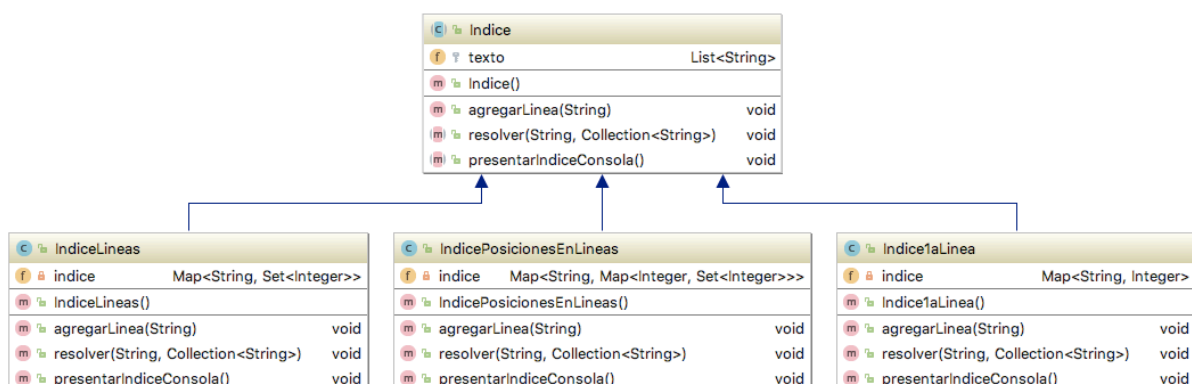 Indice
texto List<String>
Indice()
agregarLinea(String) void
resolver(String, Collection<String>) void
presentarIndiceConsola() void
IndiceLineas
indice Map<String, Set<Integer>>
IndiceLineas()
agregarLinea(String) void
resolver(String, Collection<String>) void
presentarIndiceConsola() void
IndicePosicionesEnLineas
indice Map<String, Map<Integer, Set<Integer>>>
IndicePosicionesEnLineas()
agregarLinea(String) void
resolver(String, Collection<String>) void
presentarIndiceConsola() void
Indice1aLinea
indice Map<String, Integer>
Indice1aLinea()
agregarLinea(String) void
resolver(String, Collection<String>) void
presentarIndiceConsola() void